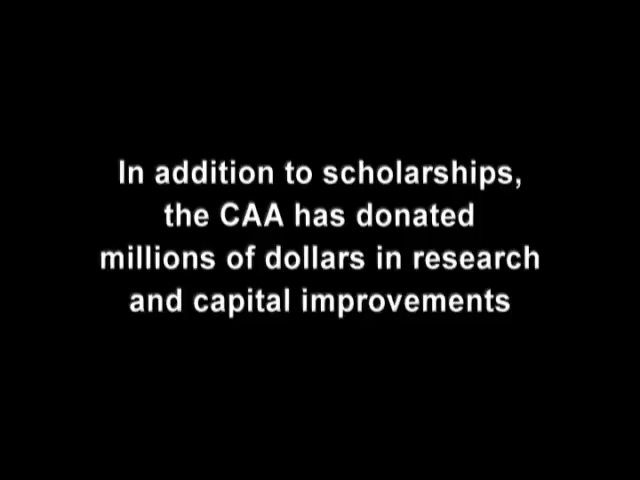 In addition to scholarships,
the CAA has donated
millions of dollars in research
and capital improvements